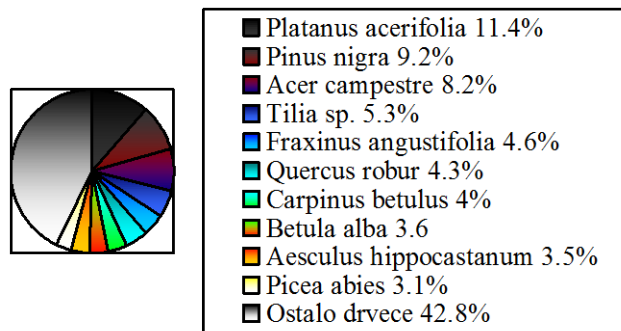 Platanus acerifolia 11.4%
Pinus nigra 9.2%
Acer campestre 8.2%
Tilia sp. 5.3%
Fraxinus angustifolia 4.6%
Quercus robur 4.3%
Carpinus betulus 4%
Betula alba 3.6
Aesculus hippocastanum 3.5%
Picea abies 3.1%
Ostalo drvece 42.8%